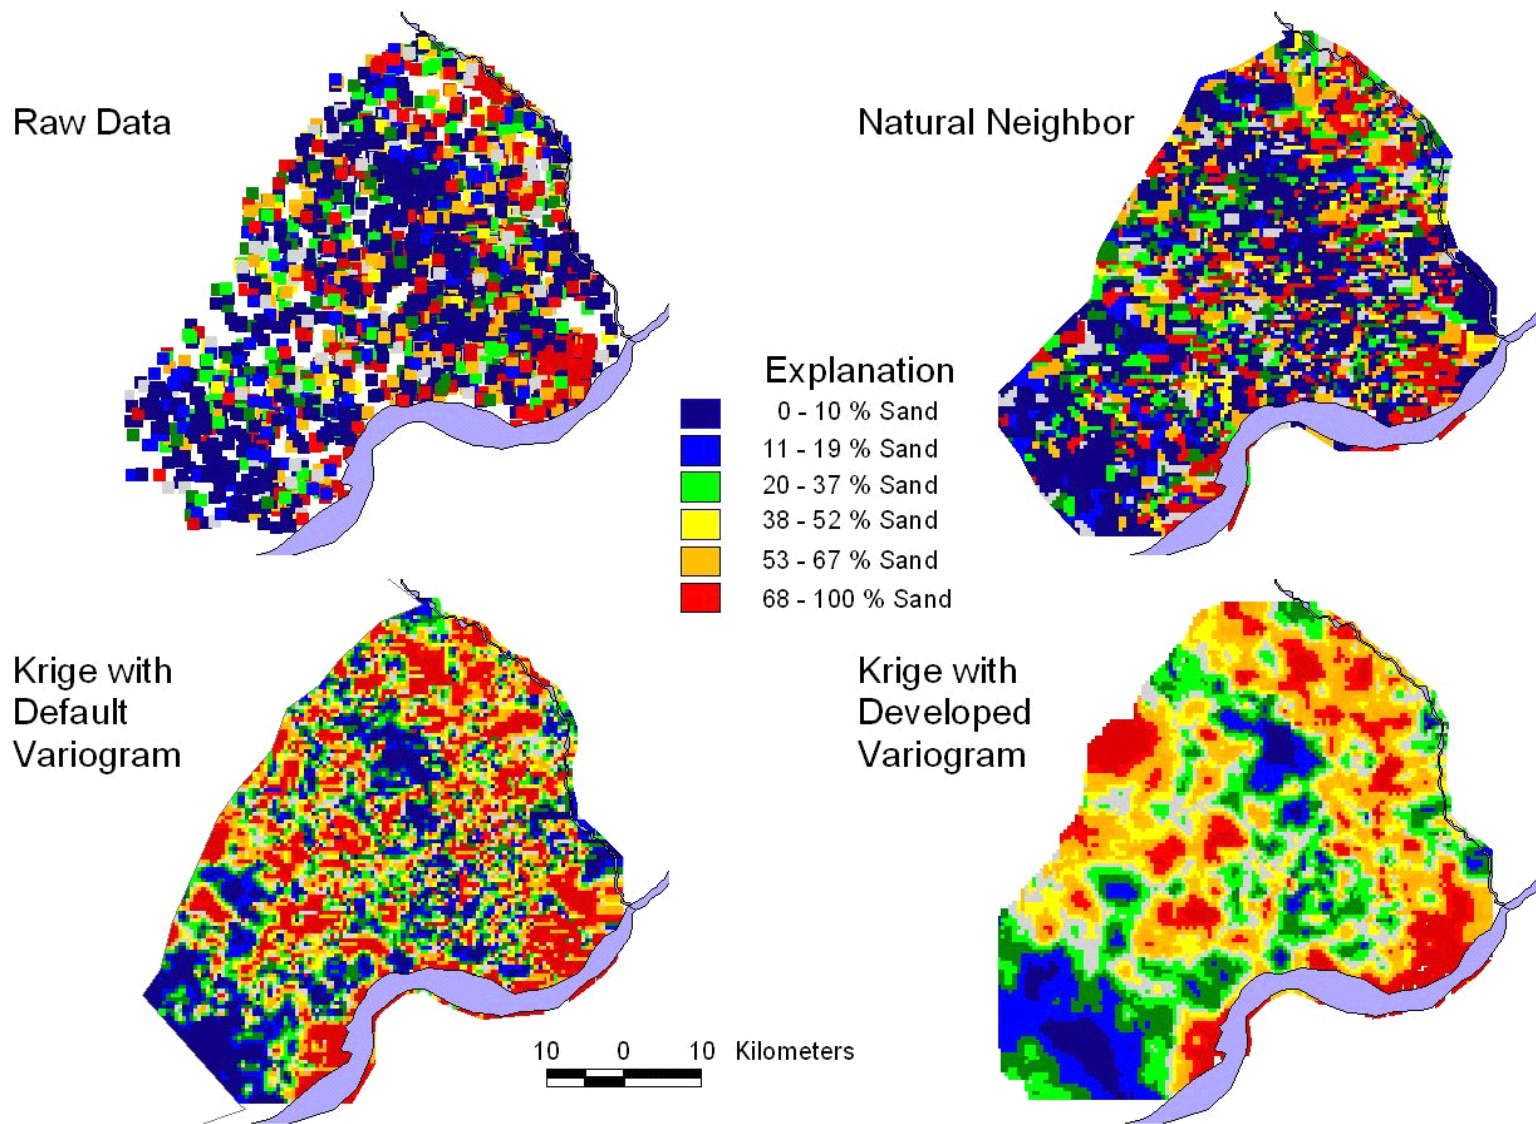 Raw Data
Natural Neighbor
Explanation
0 - 10 % Sand
11 - 19 % Sand
20 - 37 % Sand
38 - 52 % Sand
53 - 67 % Sand
68 - 100 % Sand
Krige with
Default
Variogram
Krige with
Developed
Variogram
10 0 10 Kilometers